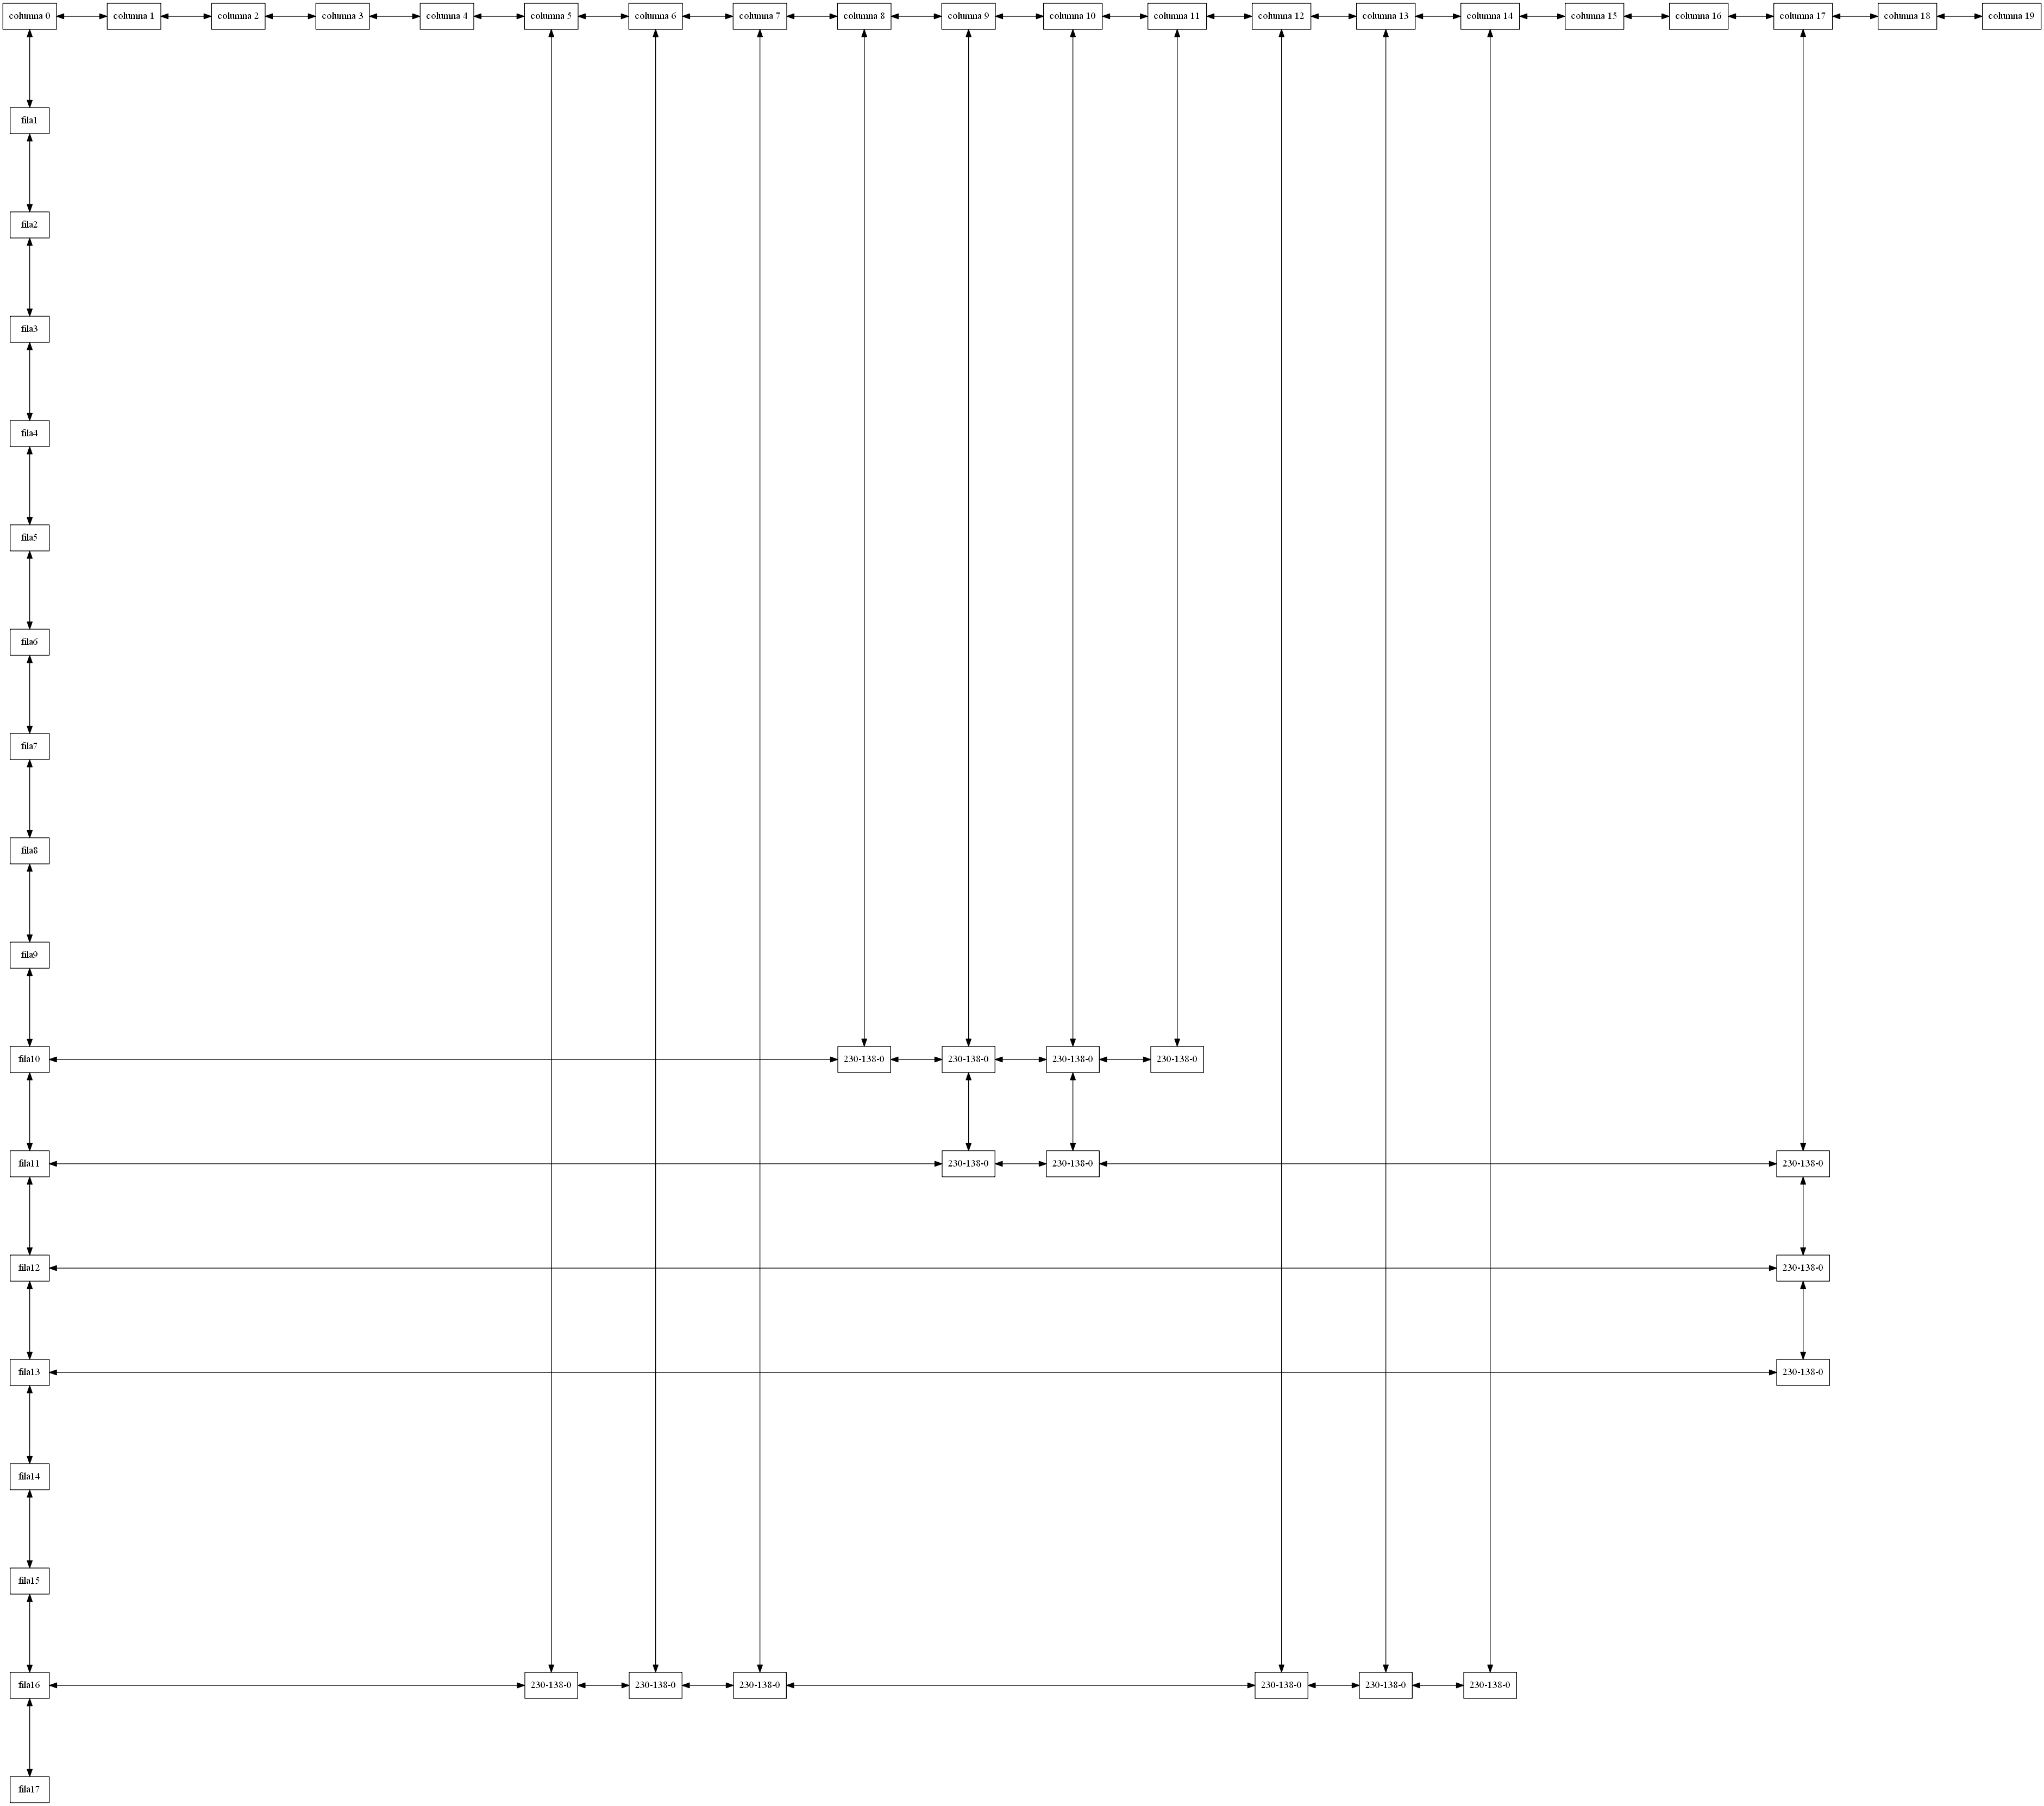 columna 0 columna 1 columna 2 columna 3 columna 4 columna 5 columna 6 columna 7 columna 8 columna 9 columna 10 columna 11 columna 12 columna 13 columna 14 columna 15 columna 16 columna 17 columna 18 columna 19
fila1
fila2
fila3
fila4
fila5
fila6
fila7
fila8
fila9
fila10 230-138-0 230-138-0 230-138-0 230-138-0
fila11 230-138-0 230-138-0 230-138-0
fila12 230-138-0
fila13 230-138-0
fila14
fila15
fila16 230-138-0 230-138-0 230-138-0 230-138-0 230-138-0 230-138-0
fila17